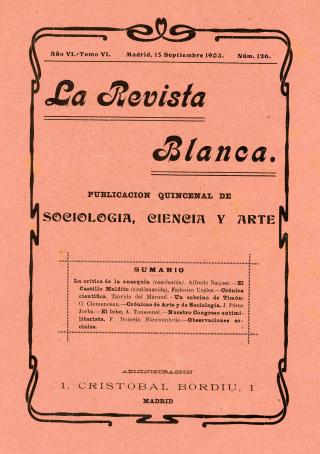 Año VI.-Tomo VI. Madrid, 15 Septiembre 1903. Núm. 126.
La Revista
Blanca.
PUBLICACION QUINCENAL DE
SOCIOLOGIA, CIENCIA Y ARTE
SUMARIO
La crítica de la anarquía (conclusión), Alfredo Naquet.—El
Castillo Maldito (continuación), Federico Urales.—Crónica
científica, Tarrida del Mármol.—Un sobrino de Timón-
G. Clemenceau.—Crónicas de Arte y de Sociología, J. Pérez
Jorba.—El lobo, A. Tousseuel.—Nuestro Congreso antimi-
litarista, F. Domela Nieuwenhuis.—Observaciones so-
ciales.
ADMINISTRACION
1, CRISTOBAL BORDIU, 1
MADRID